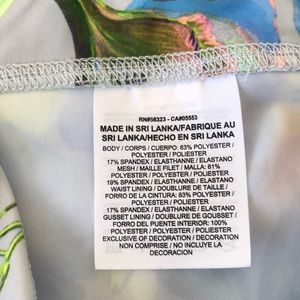 RN#56323 - CA#05553
MADE IN SRI LANKA/FABRIQUE AU
SRI LANKA/HECHO EN SRI LANKA
BODY / CORPS / CUERPO: 83% POLYESTER /
POLYESTER / POLIESTER
17% SPANDEX / ELASTHANNE / ELASTANO
MESH / MAILLE FILET / MALLA: 81%
POLYESTER / POLYESTER / POLIESTER
19% SPANDEX / ELASTHANNE / ELASTANO
WAIST LINING / DOUBLURE DE TAILLE /
FORRO DE LA CINTURA: 83% POLYESTER /
POLYESTER / POLIESTER
17% SPANDEX / ELASTHANNE / ELASTANO
GUSSET LINING / DOUBLURE DE GOUSSET /
FORRO DEL PUENTE INTERIOR: 100%
POLYESTER / POLYESTER / POLIESTER
EXCLUSIVE OF DECORATION / DECORATION
NON COMPRISE / NO INCLUYE LA
DECORACION